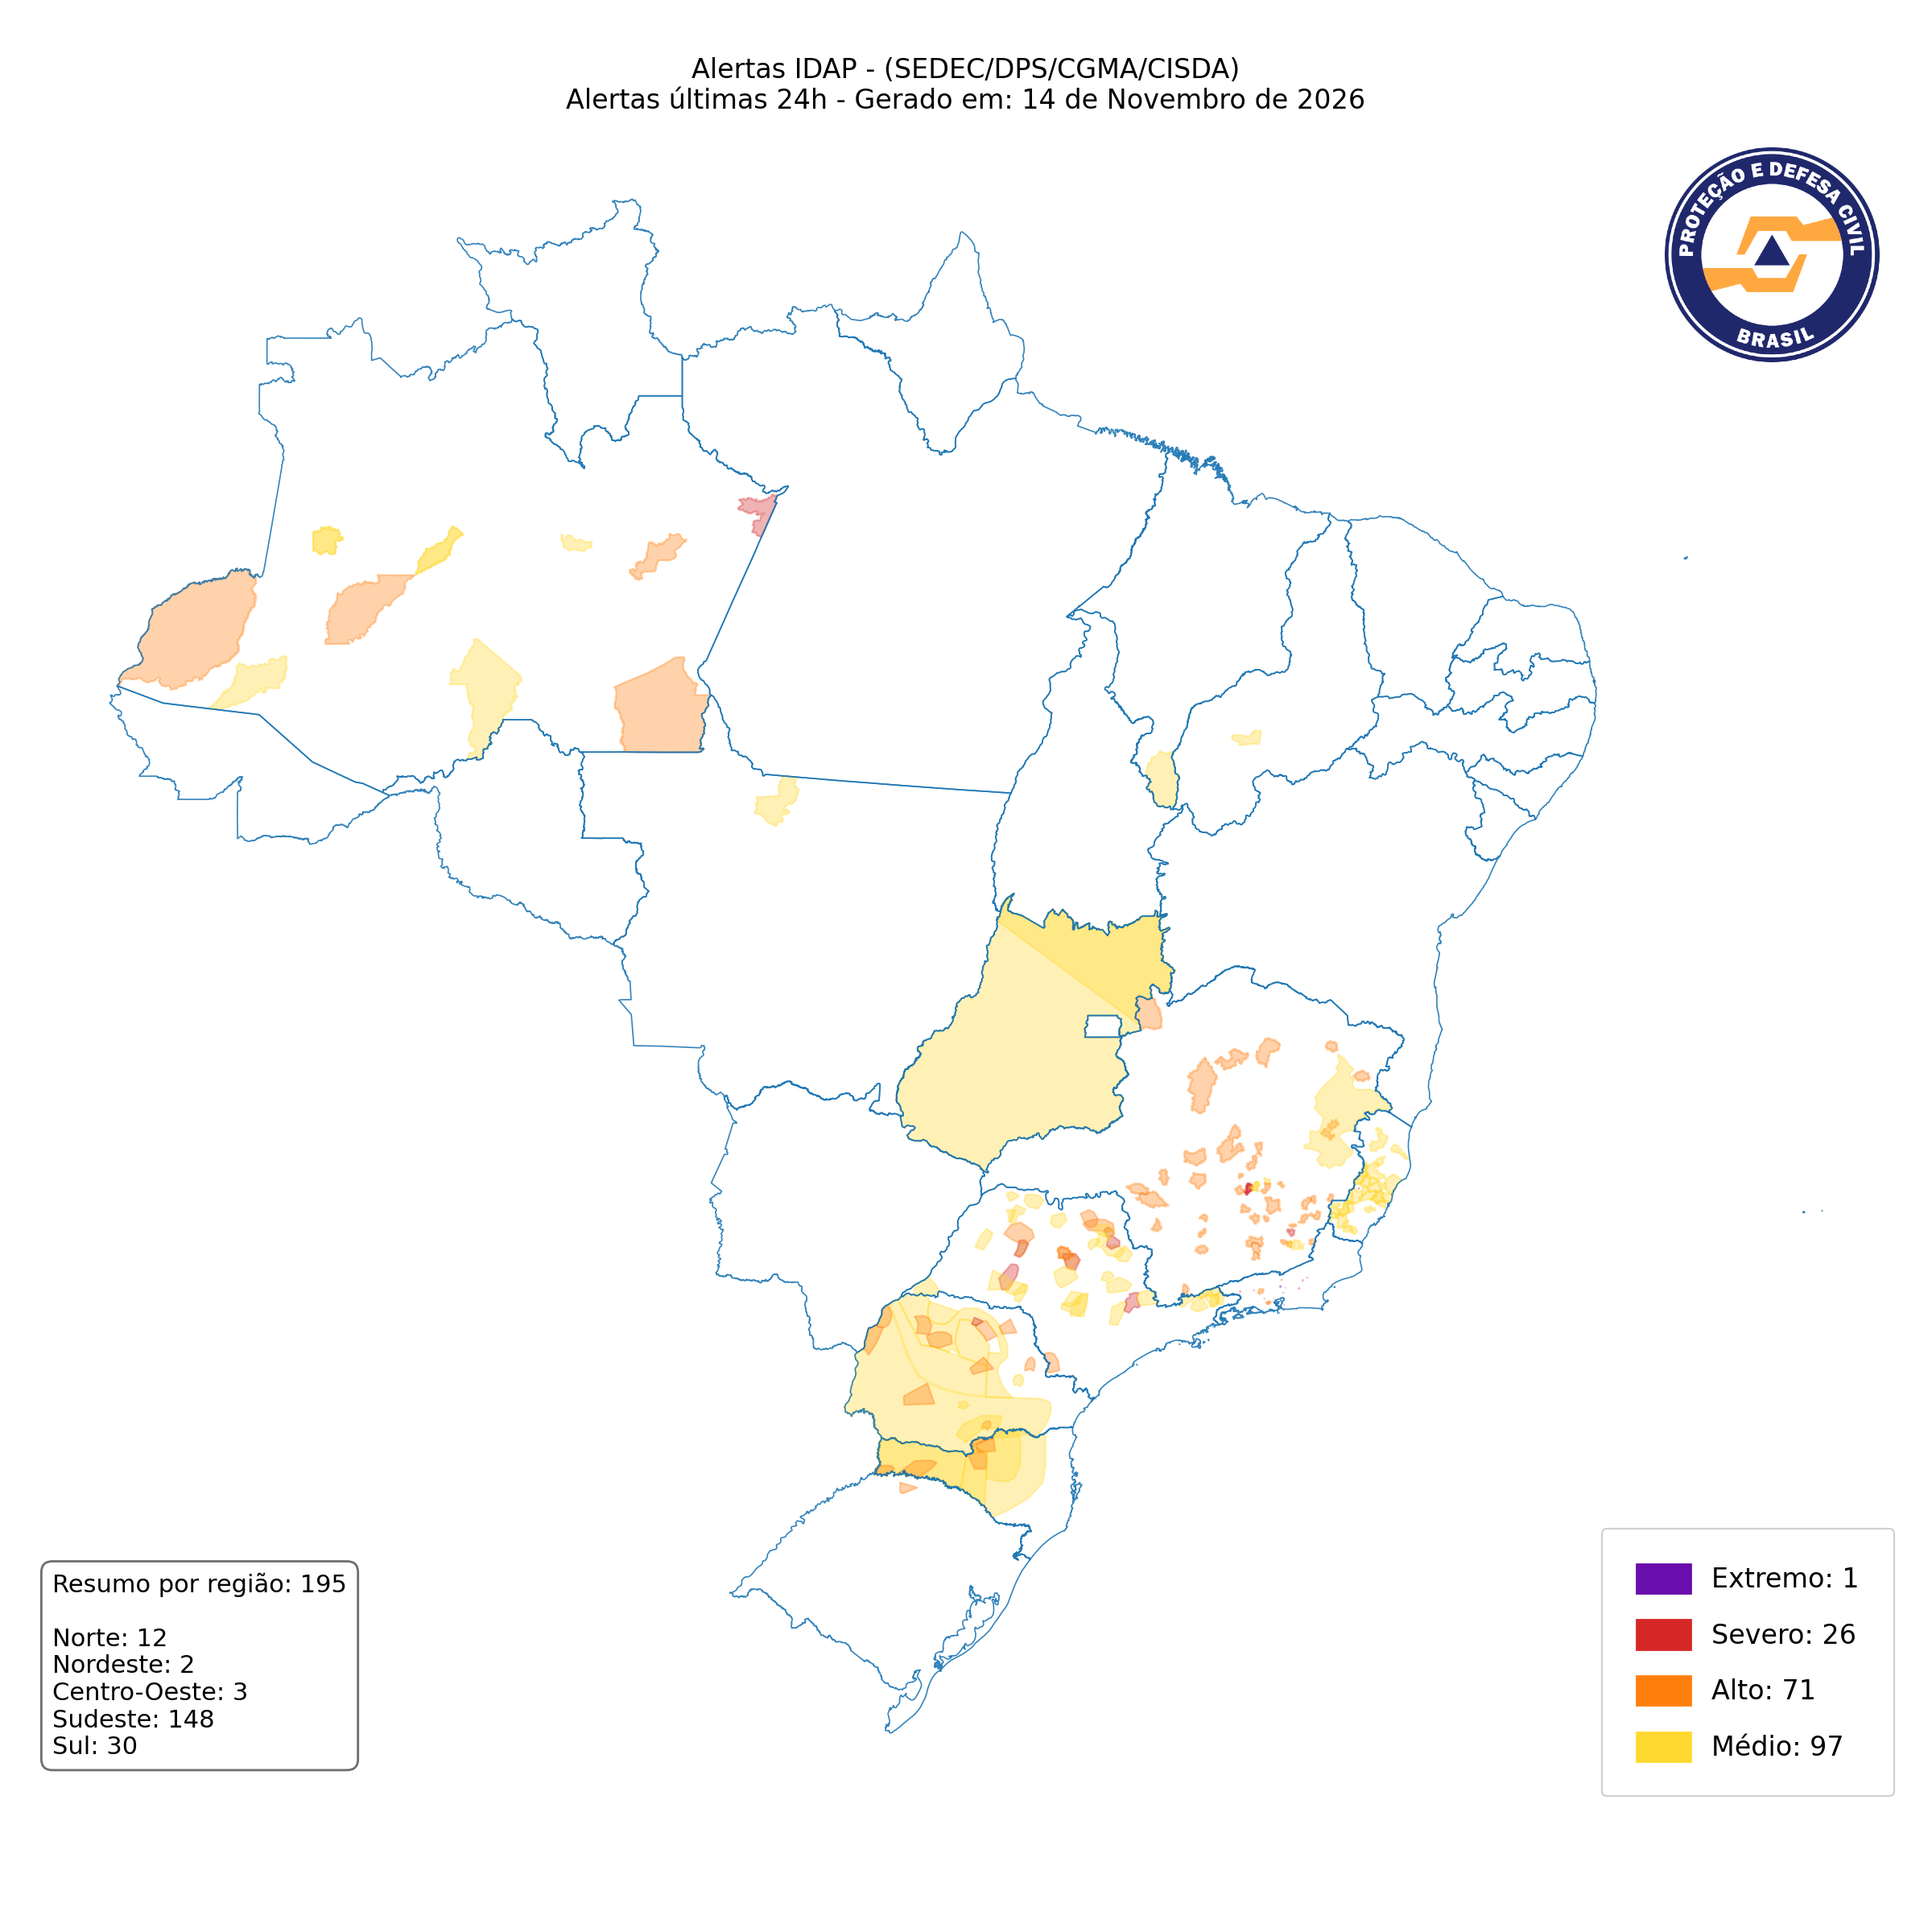 Alertas IDAP - (SEDEC/DPS/CGMA/CISDA)
Alertas últimas 24h - Gerado em: 14 de Novembro de 2026
PROTEÇÃO E DEFESA CIVIL
BRASIL
Resumo por região: 195
Norte: 12
Nordeste: 2
Centro-Oeste: 3
Sudeste: 148
Sul: 30
Extremo: 1
Severo: 26
Alto: 71
Médio: 97